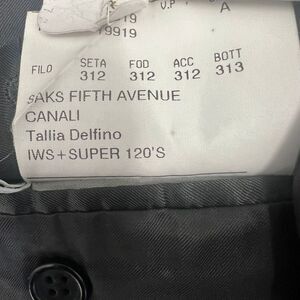 V.P.
A
19919
FILO SETA FOD ACC BOTT
312 312 312 313
SAKS FIFTH AVENUE
CANALI
Tallia Delfino
IWS+SUPER 120'S